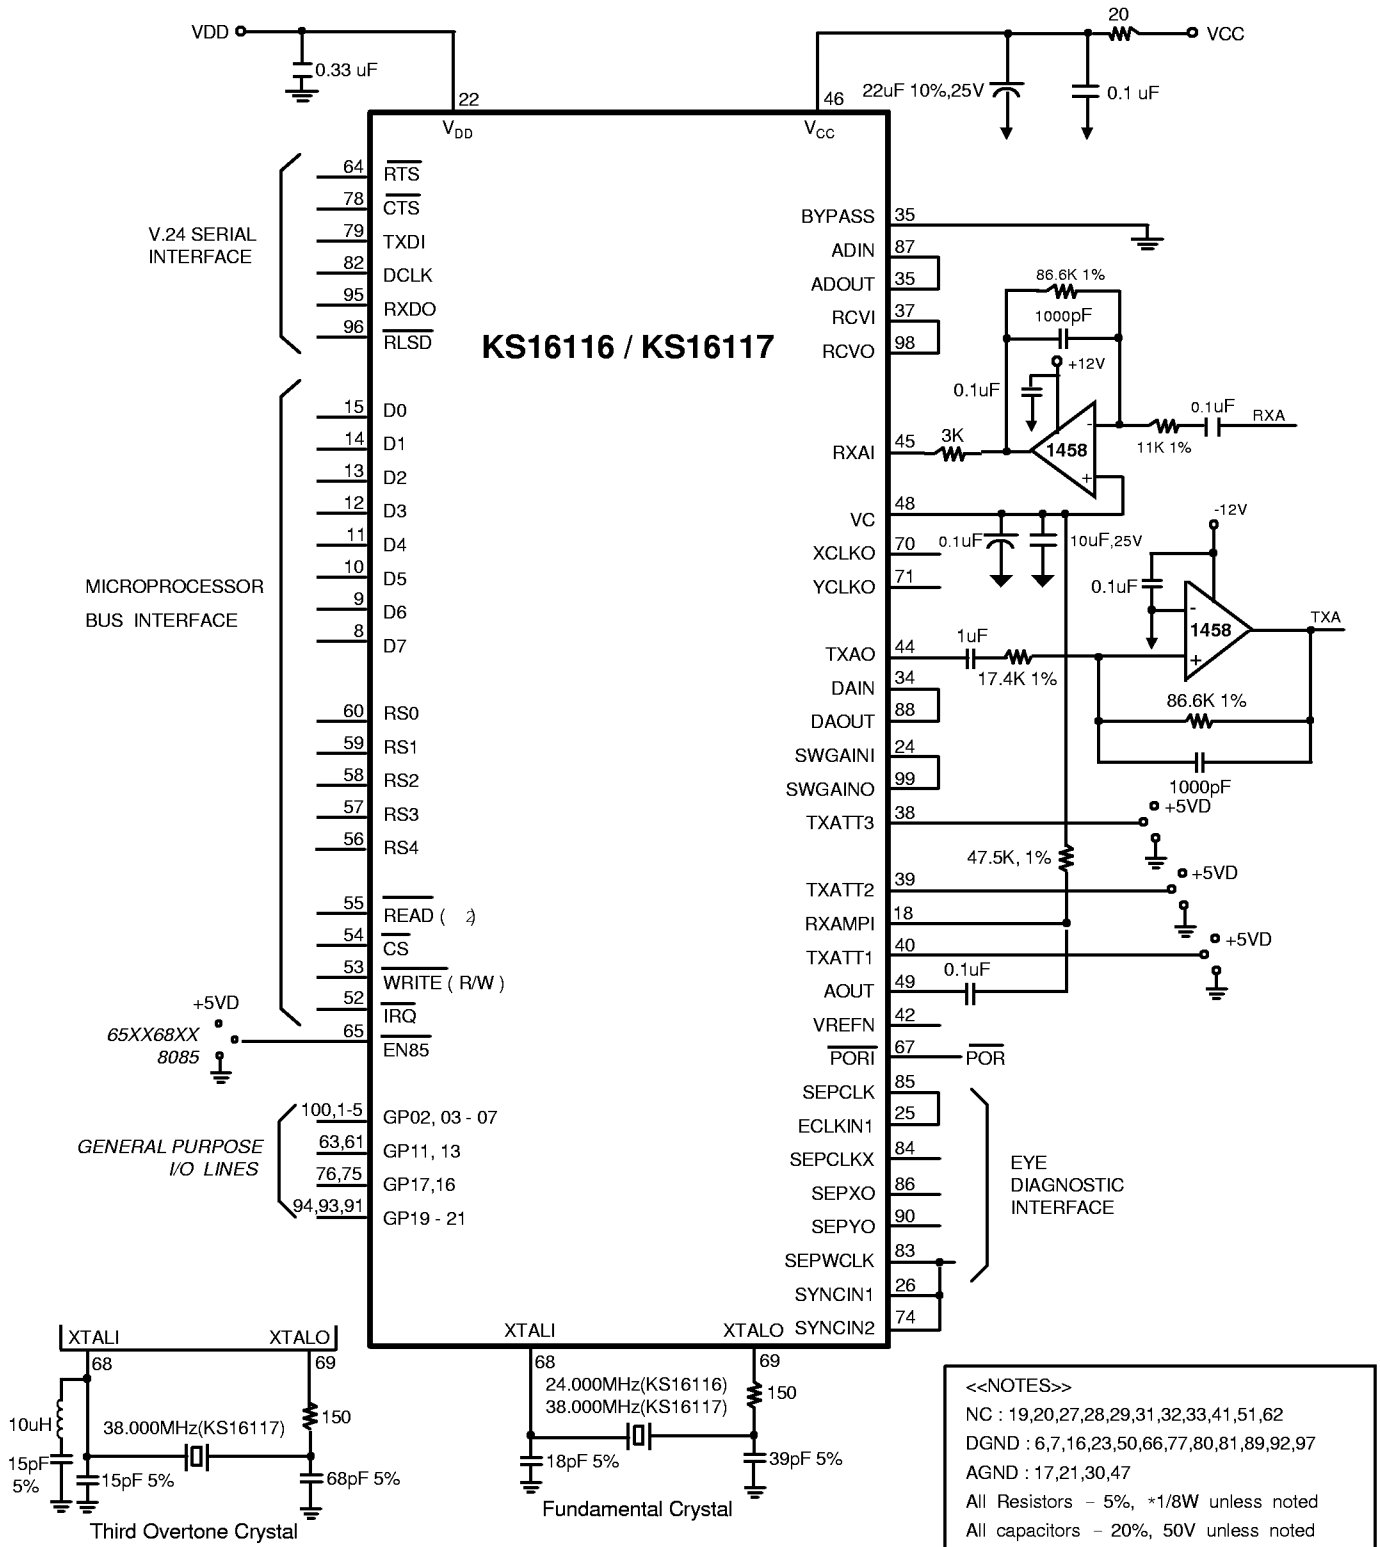 VDD
0.33 uF
22
V_DD
20
VCC
22uF 10%,25V
0.1 uF
46
V_CC
KS16116 / KS16117
V.24 SERIAL
INTERFACE
64 RTS
78 CTS
79 TXDI
82 DCLK
95 RXDO
96 RLSD
MICROPROCESSOR
BUS INTERFACE
15 D0
14 D1
13 D2
12 D3
11 D4
10 D5
9 D6
8 D7
60 RS0
59 RS1
58 RS2
57 RS3
56 RS4
55 READ ( 2)
54 CS
53 WRITE ( R/W )
52 IRQ
65 EN85
+5VD
65XX68XX
8085
GENERAL PURPOSE
I/O LINES
100,1-5 GP02, 03 - 07
63,61 GP11, 13
76,75 GP17,16
94,93,91 GP19 - 21
BYPASS 35
ADIN 87
ADOUT 35
RCVI 37
RCVO 98
RXAI 45
VC 48
XCLKO 70
YCLKO 71
TXAO 44
DAIN 34
DAOUT 88
SWGAINI 24
SWGAINO 99
TXATT3 38
TXATT2 39
RXAMPI 18
TXATT1 40
AOUT 49
VREFN 42
PORI 67 POR
SEPCLK 85
ECLKIN1 25
SEPCLKX 84
SEPXO 86
SEPYO 90
SEPWCLK 83
SYNCIN1 26
SYNCIN2 74
86.6K 1%
1000pF
+12V
0.1uF
3K
1458
-
+
11K 1%
0.1uF
RXA
0.1uF
10uF,25V
-12V
0.1uF
-
+
1458
TXA
1uF
17.4K 1%
86.6K 1%
1000pF
+5VD
47.5K, 1%
+5VD
+5VD
0.1uF
EYE
DIAGNOSTIC
INTERFACE
XTALI
XTALO
68
69
10uH
15pF
5%
15pF 5%
38.000MHz(KS16117)
150
68pF 5%
Third Overtone Crystal
XTALI
XTALO
68
69
24.000MHz(KS16116)
38.000MHz(KS16117)
150
18pF 5%
39pF 5%
Fundamental Crystal
<<NOTES>>
NC : 19,20,27,28,29,31,32,33,41,51,62
DGND : 6,7,16,23,50,66,77,80,81,89,92,97
AGND : 17,21,30,47
All Resistors – 5%, *1/8W unless noted
All capacitors – 20%, 50V unless noted